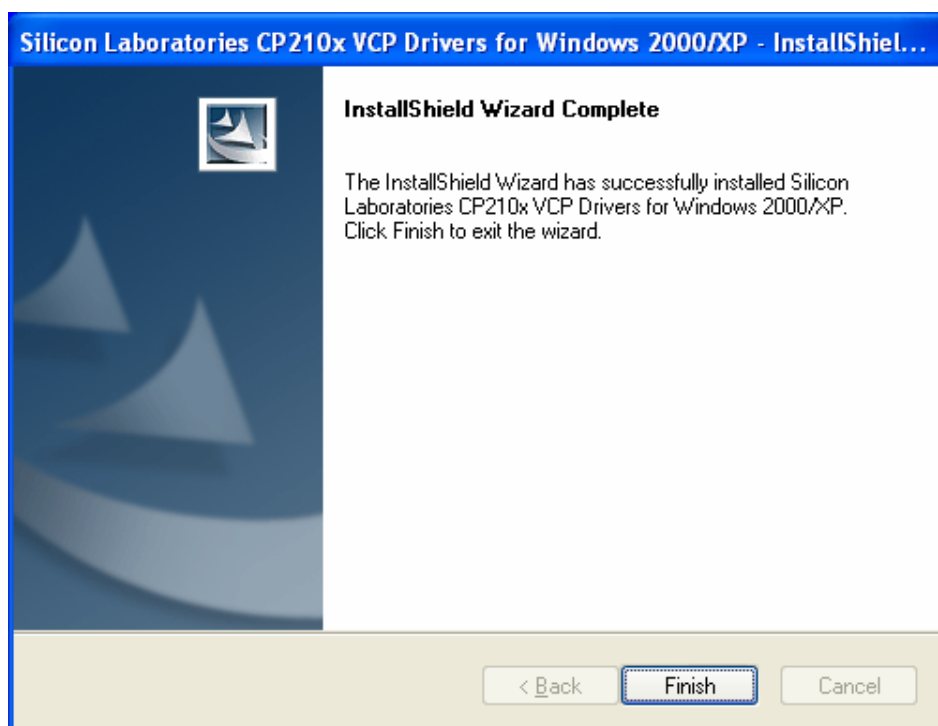 Silicon Laboratories CP210x VCP Drivers for Windows 2000/XP - InstallShiel...
InstallShield Wizard Complete
The InstallShield Wizard has successfully installed Silicon
Laboratories CP210x VCP Drivers for Windows 2000/XP.
Click Finish to exit the wizard.
< Back
Finish
Cancel